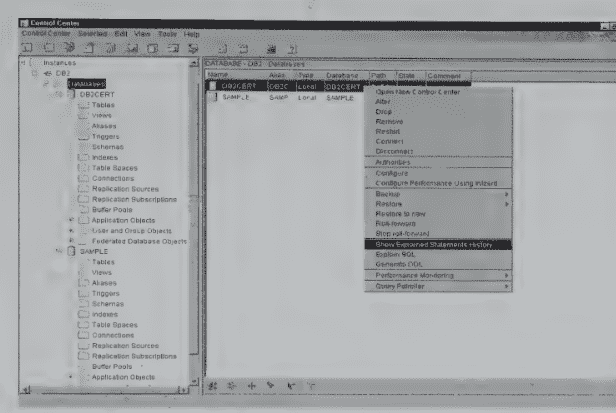 Control Center
Control Center Selected Edit View Tools Help
Instances
DB2
Databases
DB2CERT
Tables
Views
Aliases
Triggers
Schemas
Indexes
Table Spaces
Connections
Replication Sources
Replication Subscriptions
Buffer Pools
Application Objects
User and Group Objects
Federated Database Objects
SAMPLE
Tables
Views
Aliases
Triggers
Schemas
Indexes
Table Spaces
Connections
Replication Sources
Replication Subscriptions
Buffer Pools
Application Objects
DATABASE - DB2 - Databases
Name Alias Type Database Path State Comment
DB2CERT DB2C Local DB2CERT
SAMPLE SAMP Local SAMPLE
Open New Control Center
Alter
Drop
Remove
Restart
Connect
Disconnect
Authorities
Configure
Configure Performance Using Wizard
Backup
Restore
Restore to new
Roll-forward
Stop roll-forward
Show Explained Statements History
Explain SQL
Generate DDL
Performance Monitoring
Query Patroller